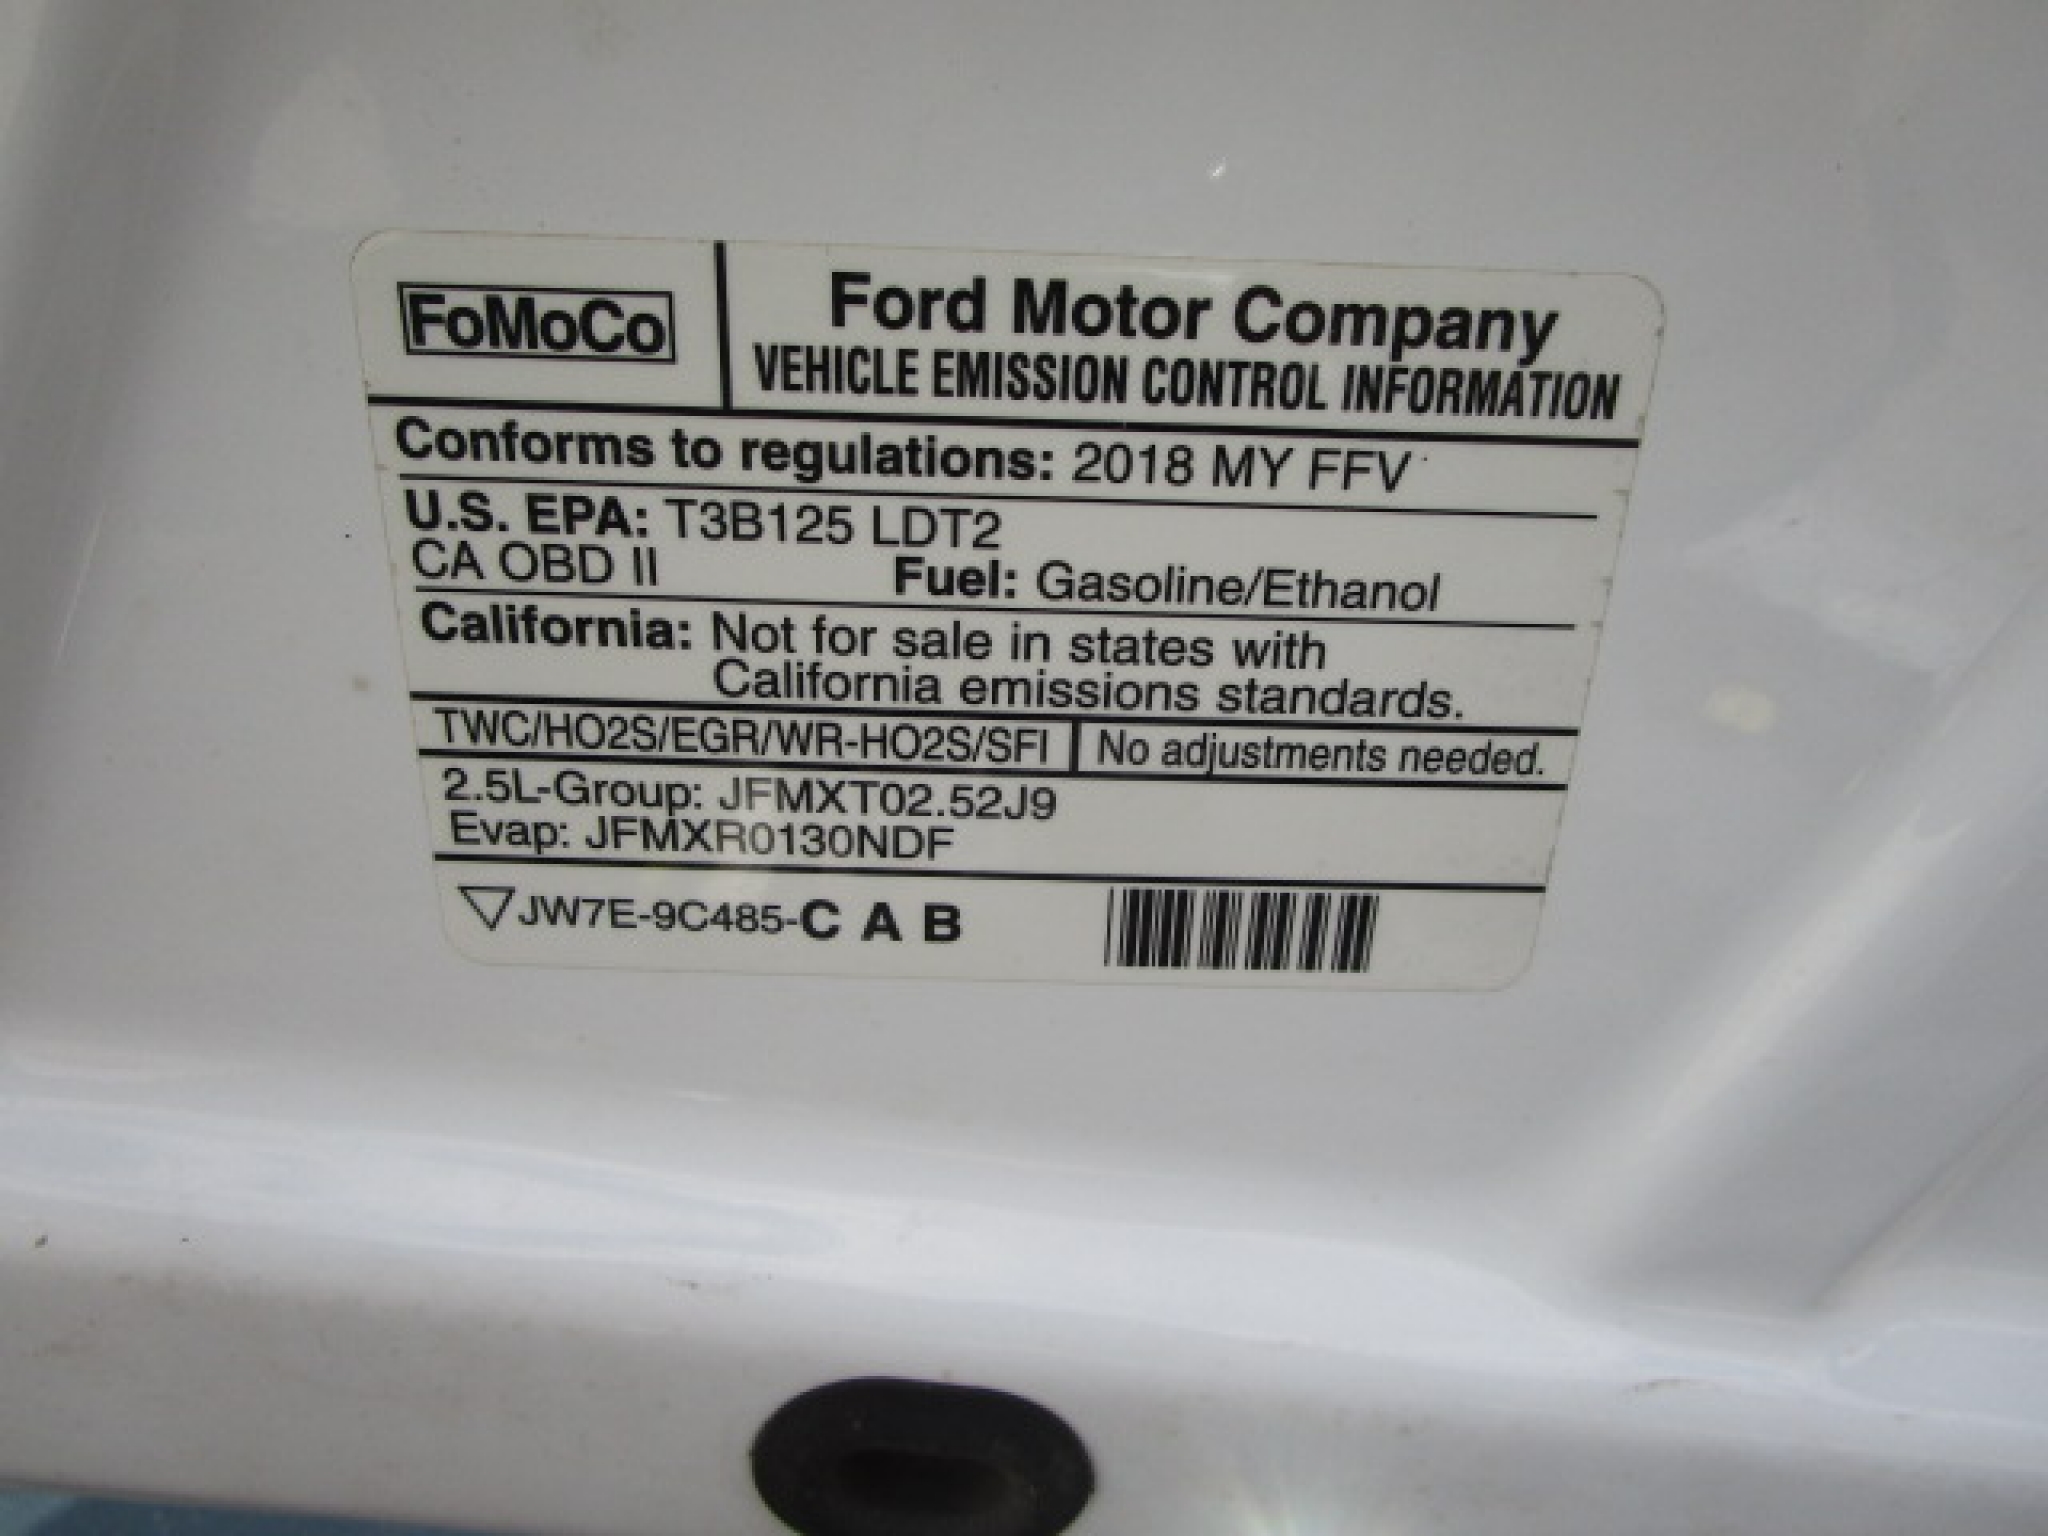 FoMoCo
Ford Motor Company
VEHICLE EMISSION CONTROL INFORMATION
Conforms to regulations: 2018 MY FFV
U.S. EPA: T3B125 LDT2
CA OBD II Fuel: Gasoline/Ethanol
California: Not for sale in states with
California emissions standards.
TWC/HO2S/EGR/WR-HO2S/SFI No adjustments needed.
2.5L-Group: JFMXT02.52J9
Evap: JFMXR0130NDF
JW7E-9C485-C A B